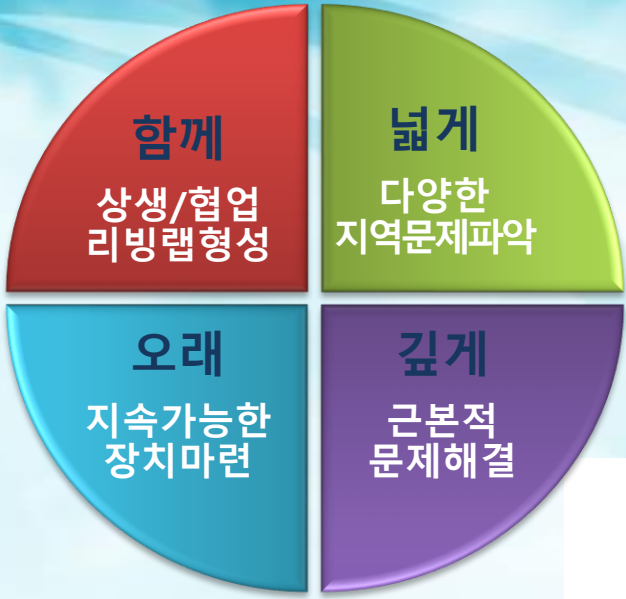 함께
상생/협업
리빙랩형성
넓게
다양한
지역문제파악
오래
지속가능한
장치마련
깊게
근본적
문제해결